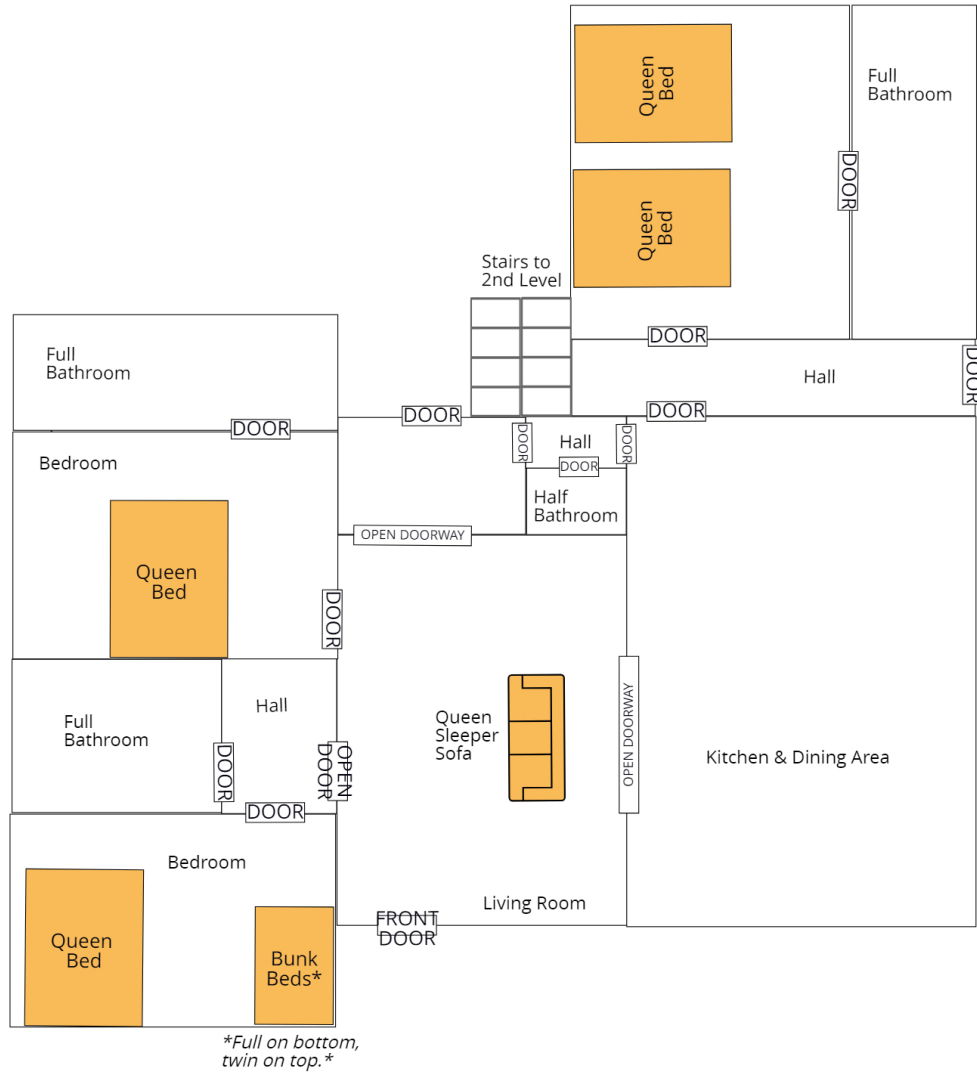 Queen
Bed
Full
Bathroom
DOOR
Queen
Bed
Stairs to
2nd Level
DOOR
Hall
DOOR
Full
Bathroom
DOOR
DOOR
DOOR
DOOR
Hall
DOOR
DOOR
Bedroom
Half
Bathroom
OPEN DOORWAY
Queen
Bed
DOOR
Hall
Full
Bathroom
DOOR
OPEN
DOOR
Queen
Sleeper
Sofa
OPEN DOORWAY
Kitchen & Dining Area
DOOR
Bedroom
Living Room
FRONT
DOOR
Queen
Bed
Bunk
Beds*
*Full on bottom,
twin on top.*